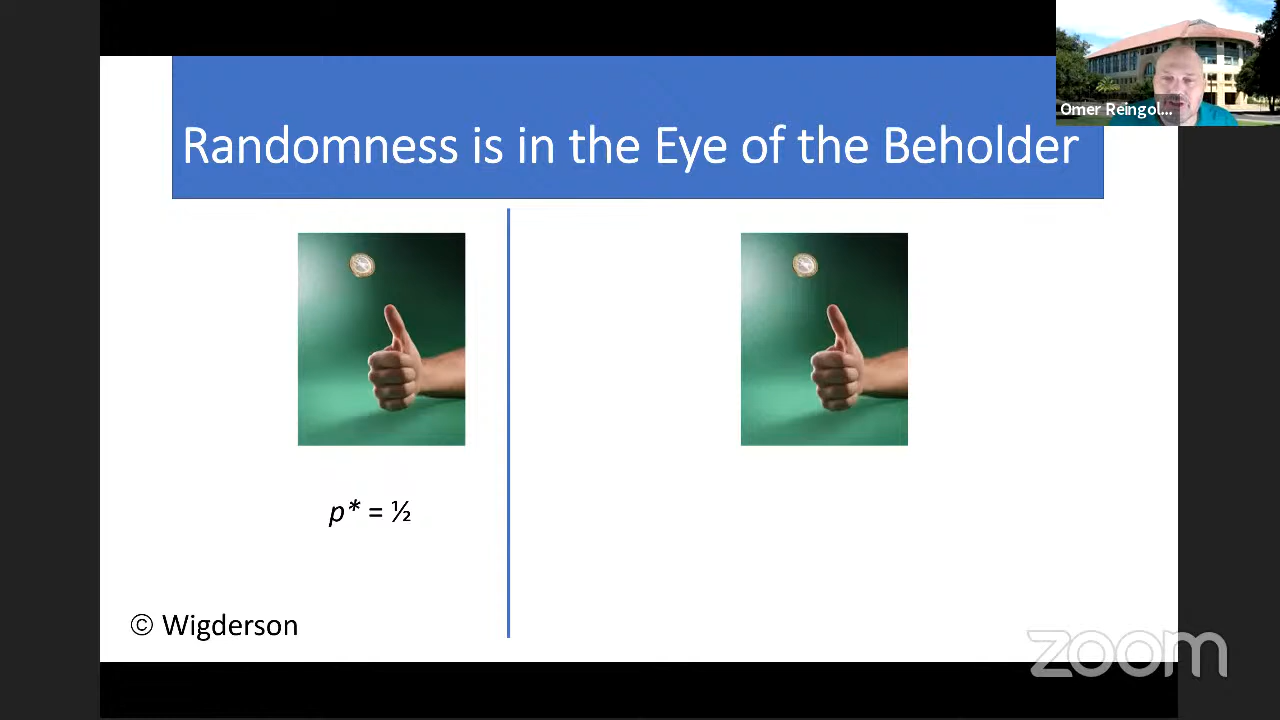 Randomness is in the Eye of the Beholder
Omer Reingol...
p* = ½
© Wigderson
zoom